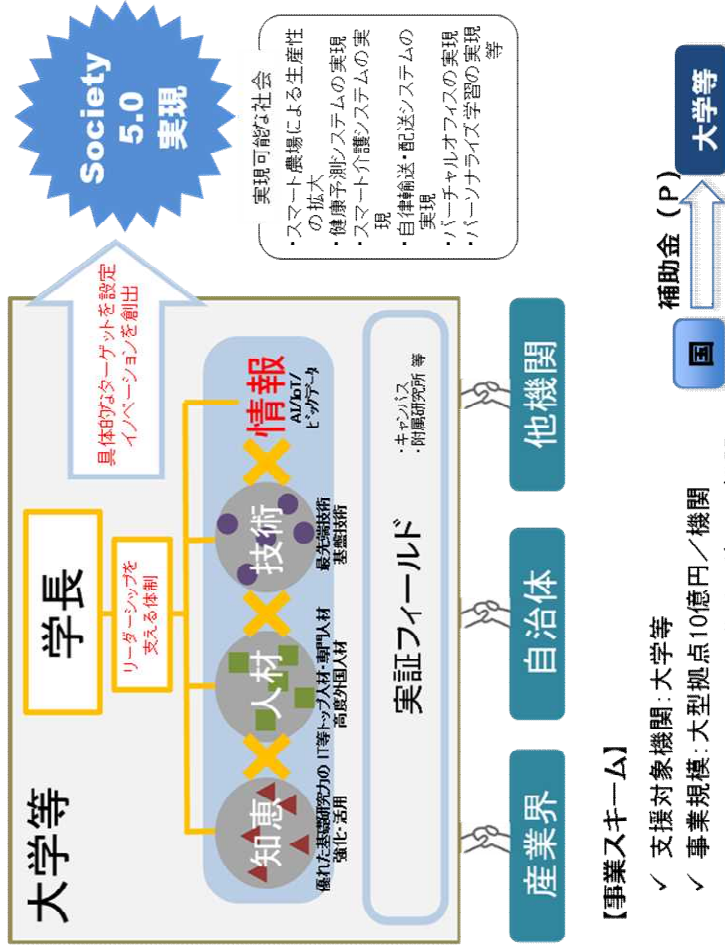 大学等
学長
リーダーシップを
支える体制
具体的なターゲットを設定
イノベーションを創出
Society
5.0
実現
知恵
人材
技術
情報
優れた基礎研究力の
強化・活用
IT等トップ人材・専門人材
高度外国人材
最先端技術
基盤技術
AI/IoT/
ビックデータ
実証フィールド
・キャンパス
・附属研究所 等
産業界
自治体
他機関
実現可能な社会
・スマート農場による生産性
の拡大
・健康予測システムの実現
・スマート介護システムの実
現
・自律輸送・配送システムの
実現
・バーチャルオフィスの実現
・パーソナライズ学習の実現
等
【事業スキーム】
✓ 支援対象機関:大学等
✓ 事業規模:大型拠点10億円/機関
国
補助金(P)
大学等